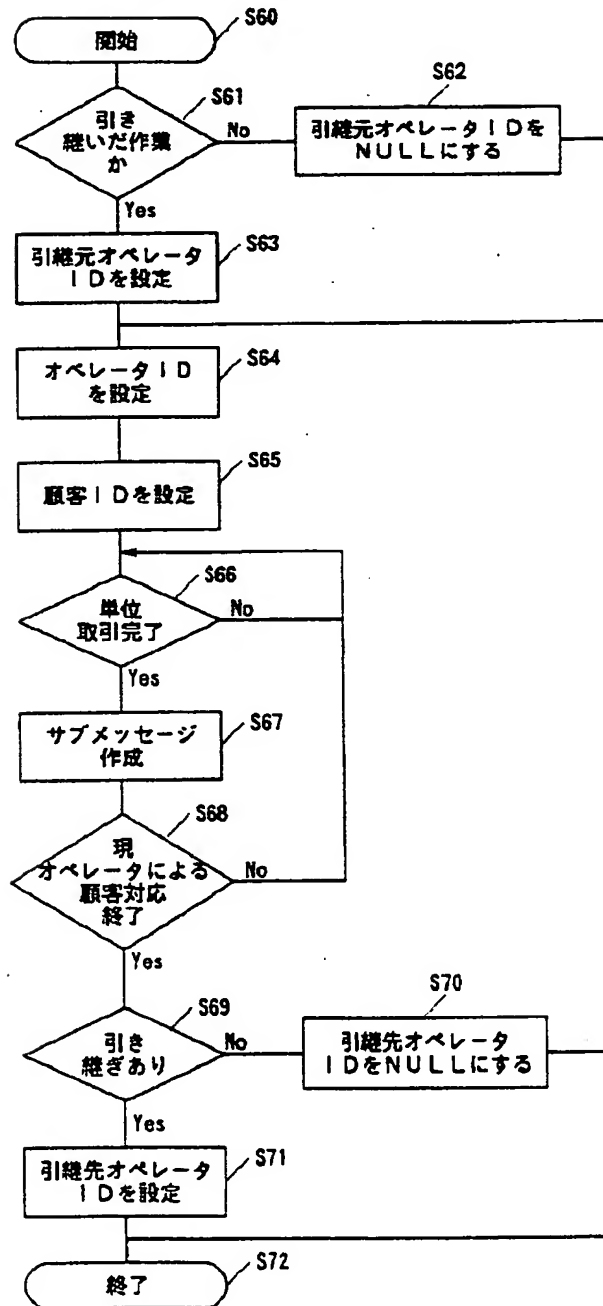 S60
開始
S61
引き
継いだ作業
か
No
Yes
S62
引継元オペレータIDを
NULLにする
S63
引継元オペレータ
IDを設定
S64
オペレータID
を設定
S65
顧客IDを設定
S66
単位
取引完了
No
Yes
S67
サブメッセージ
作成
S68
現
オペレータによる
顧客対応
終了
No
Yes
S69
引き
継ぎあり
No
Yes
S70
引継先オペレータ
IDをNULLにする
S71
引継先オペレータ
IDを設定
S72
終了